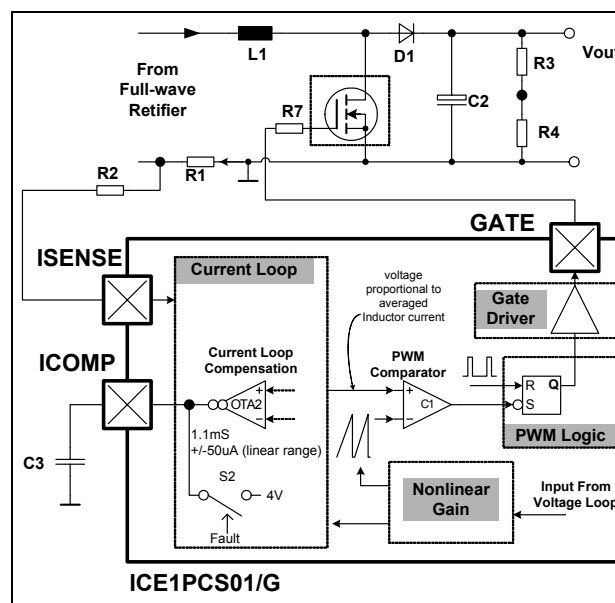 L1
D1
Vout
From
Full-wave
Retifier
R3
R7
C2
R4
R2
R1
GATE
ISENSE
Current Loop
voltage
proportional to
averaged
Inductor current
Gate
Driver
ICOMP
Current Loop
Compensation
PWM
Comparator
+
OTA2
−
+
C1
−
R
Q
S
1.1mS
+/-50uA (linear range)
PWM Logic
C3
S2
4V
Nonlinear
Gain
Input From
Voltage Loop
Fault
ICE1PCS01/G